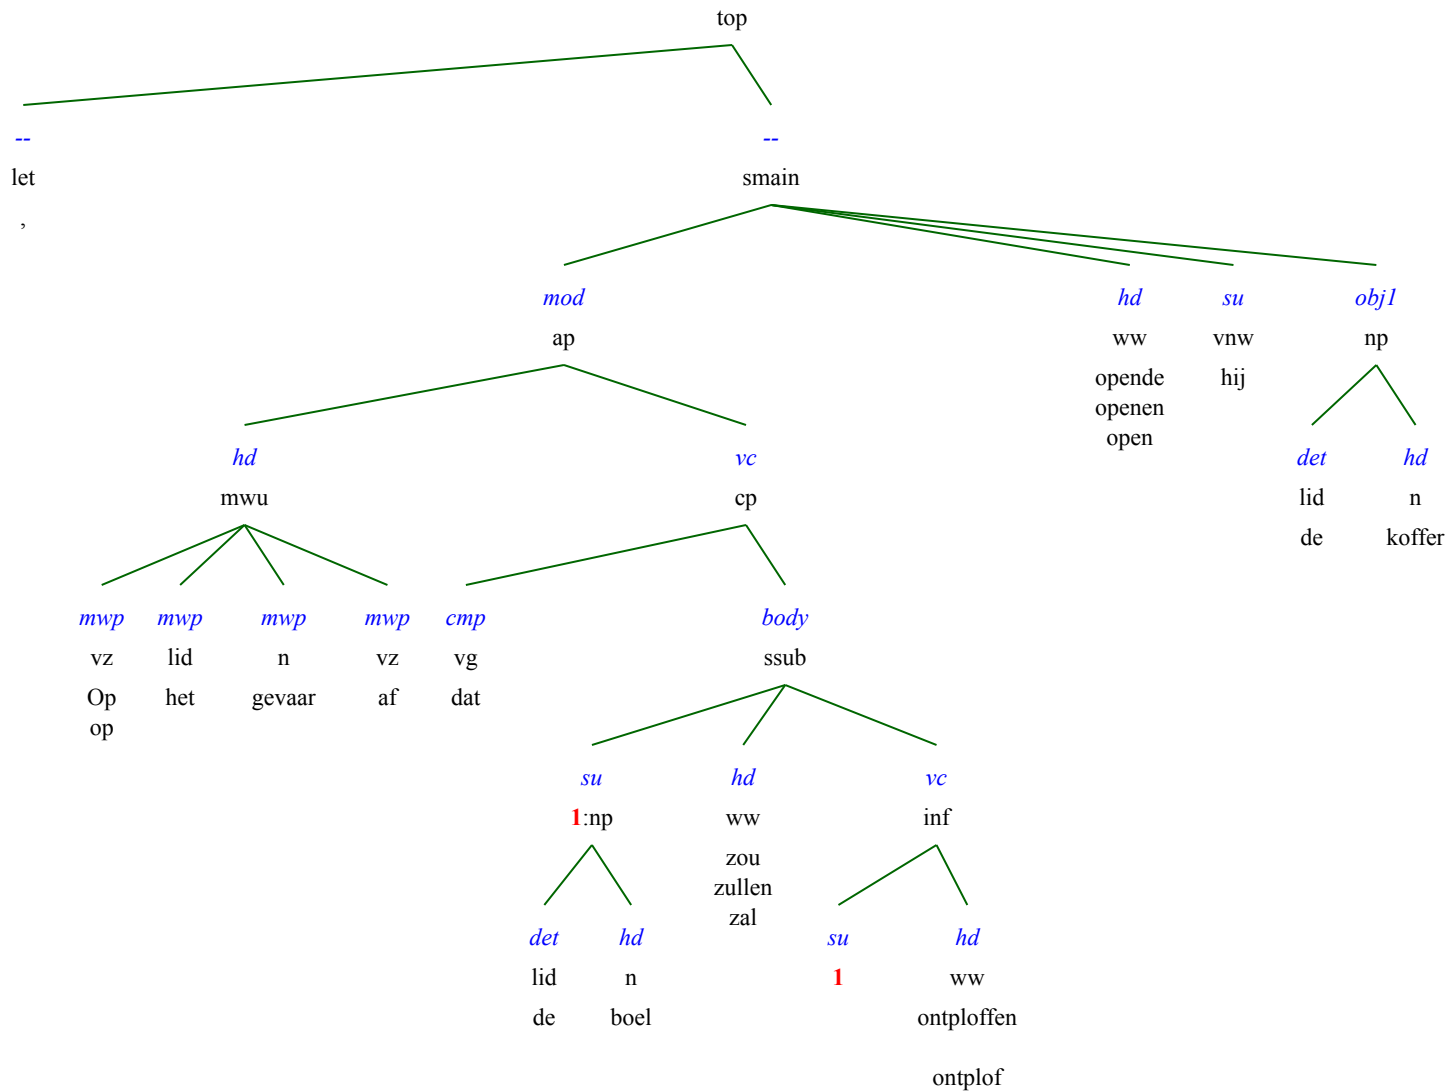 top
-- --
let smain
,
mod hd su obj1
ap ww vnw np
opende hij
openen
open
hd vc det hd
mwu cp lid n
de koffer
mwp mwp mwp mwp cmp body
vz lid n vz vg ssub
Op het gevaar af dat
op
su hd vc
1:np ww inf
zou
zullen
zal
det hd su hd
lid n 1 ww
de boel ontploffen
ontplof